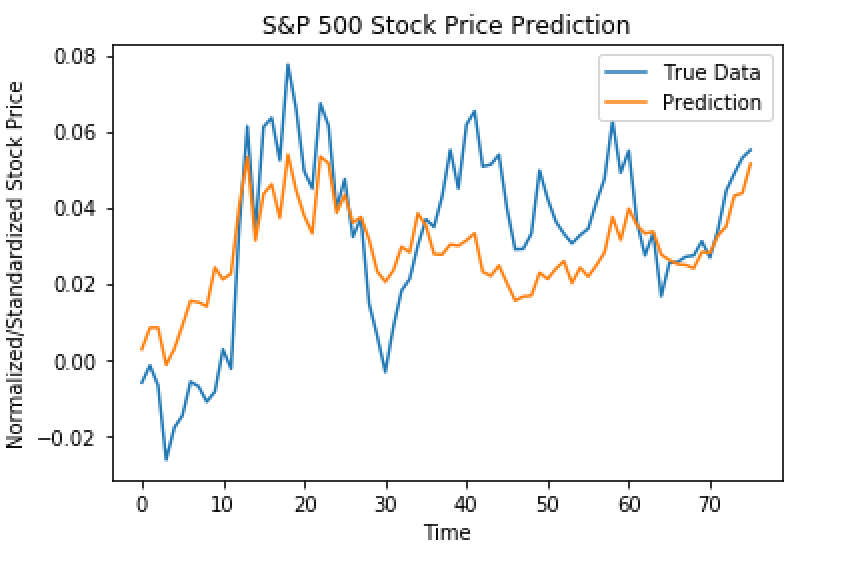 S&P 500 Stock Price Prediction
True Data
Prediction
Normalized/Standardized Stock Price
0.08
0.06
0.04
0.02
0.00
−0.02
0 10 20 30 40 50 60 70
Time